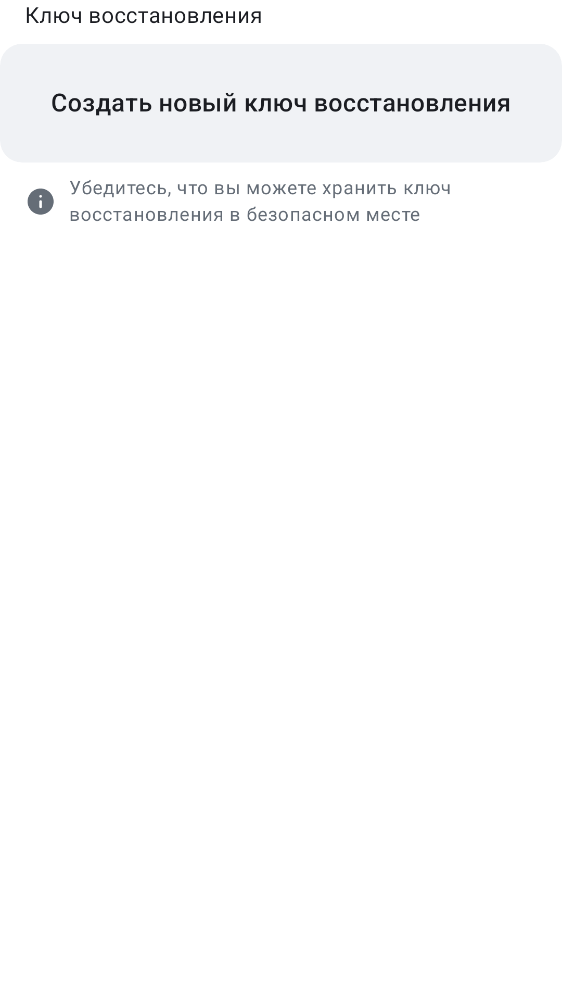 Ключ восстановления
Создать новый ключ восстановления
Убедитесь, что вы можете хранить ключ
восстановления в безопасном месте